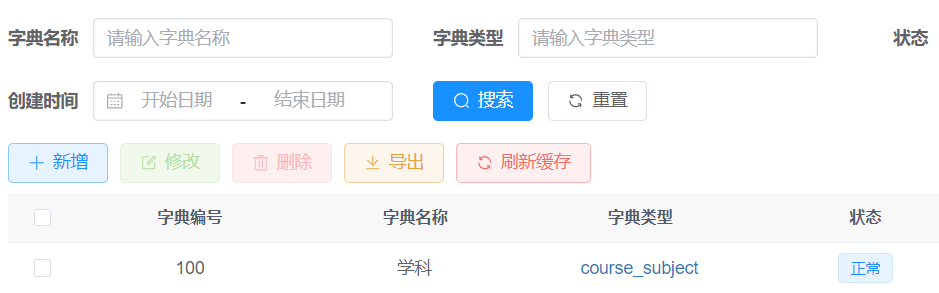 字典名称 请输入字典名称 字典类型 请输入字典类型 状态
创建时间 开始日期 - 结束日期 搜索 重置
新增 修改 删除 导出 刷新缓存
字典编号 字典名称 字典类型 状态
100 学科 course_subject 正常